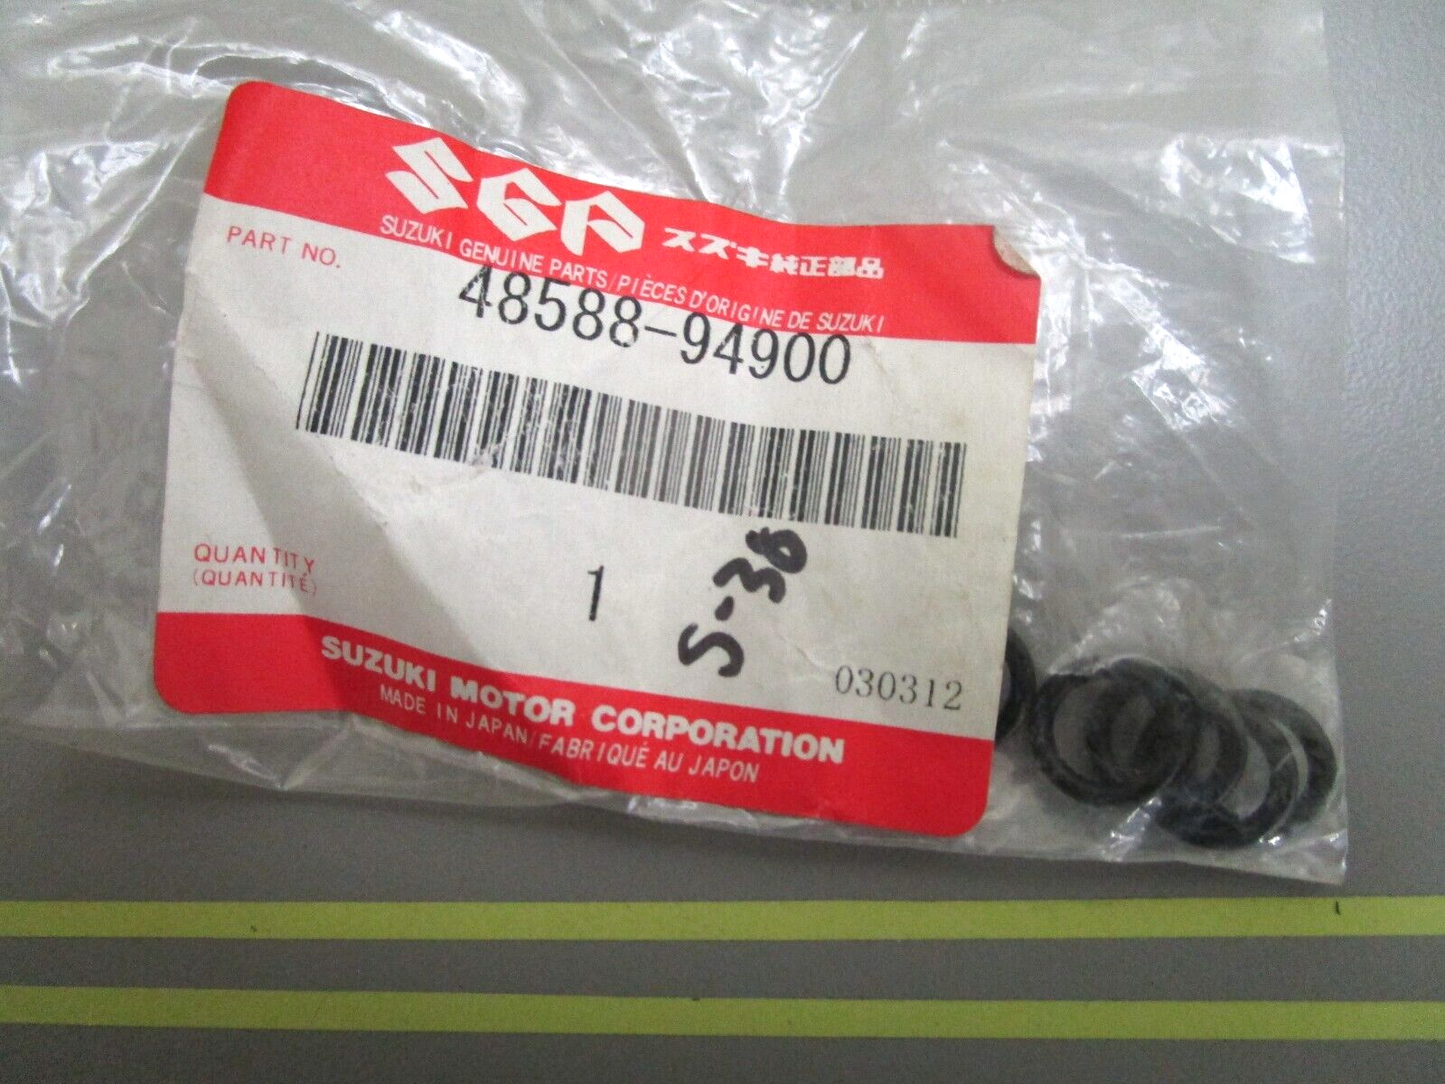 SGP スズキ純正部品
SUZUKI GENUINE PARTS/PIÈCES D'ORIGINE DE SUZUKI
PART NO.
48588-94900
QUANTITY
(QUANTITÉ)
1
S-38
030312
SUZUKI MOTOR CORPORATION
MADE IN JAPAN/FABRIQUÉ AU JAPON